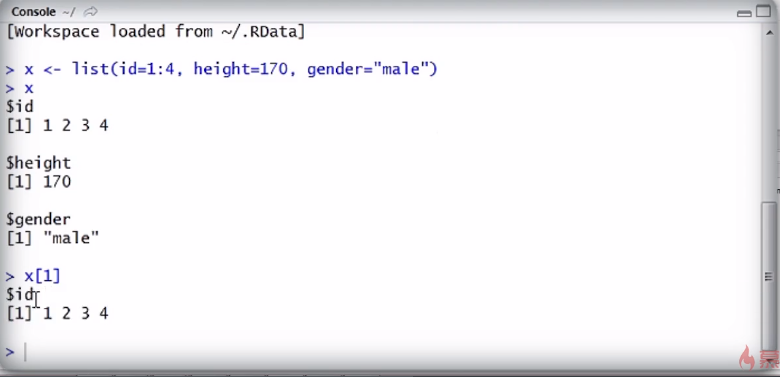 Console ~/
[Workspace loaded from ~/.RData]
> x <- list(id=1:4, height=170, gender="male")
> x
$id
[1] 1 2 3 4
$height
[1] 170
$gender
[1] "male"
> x[1]
$id
[1] 1 2 3 4
>